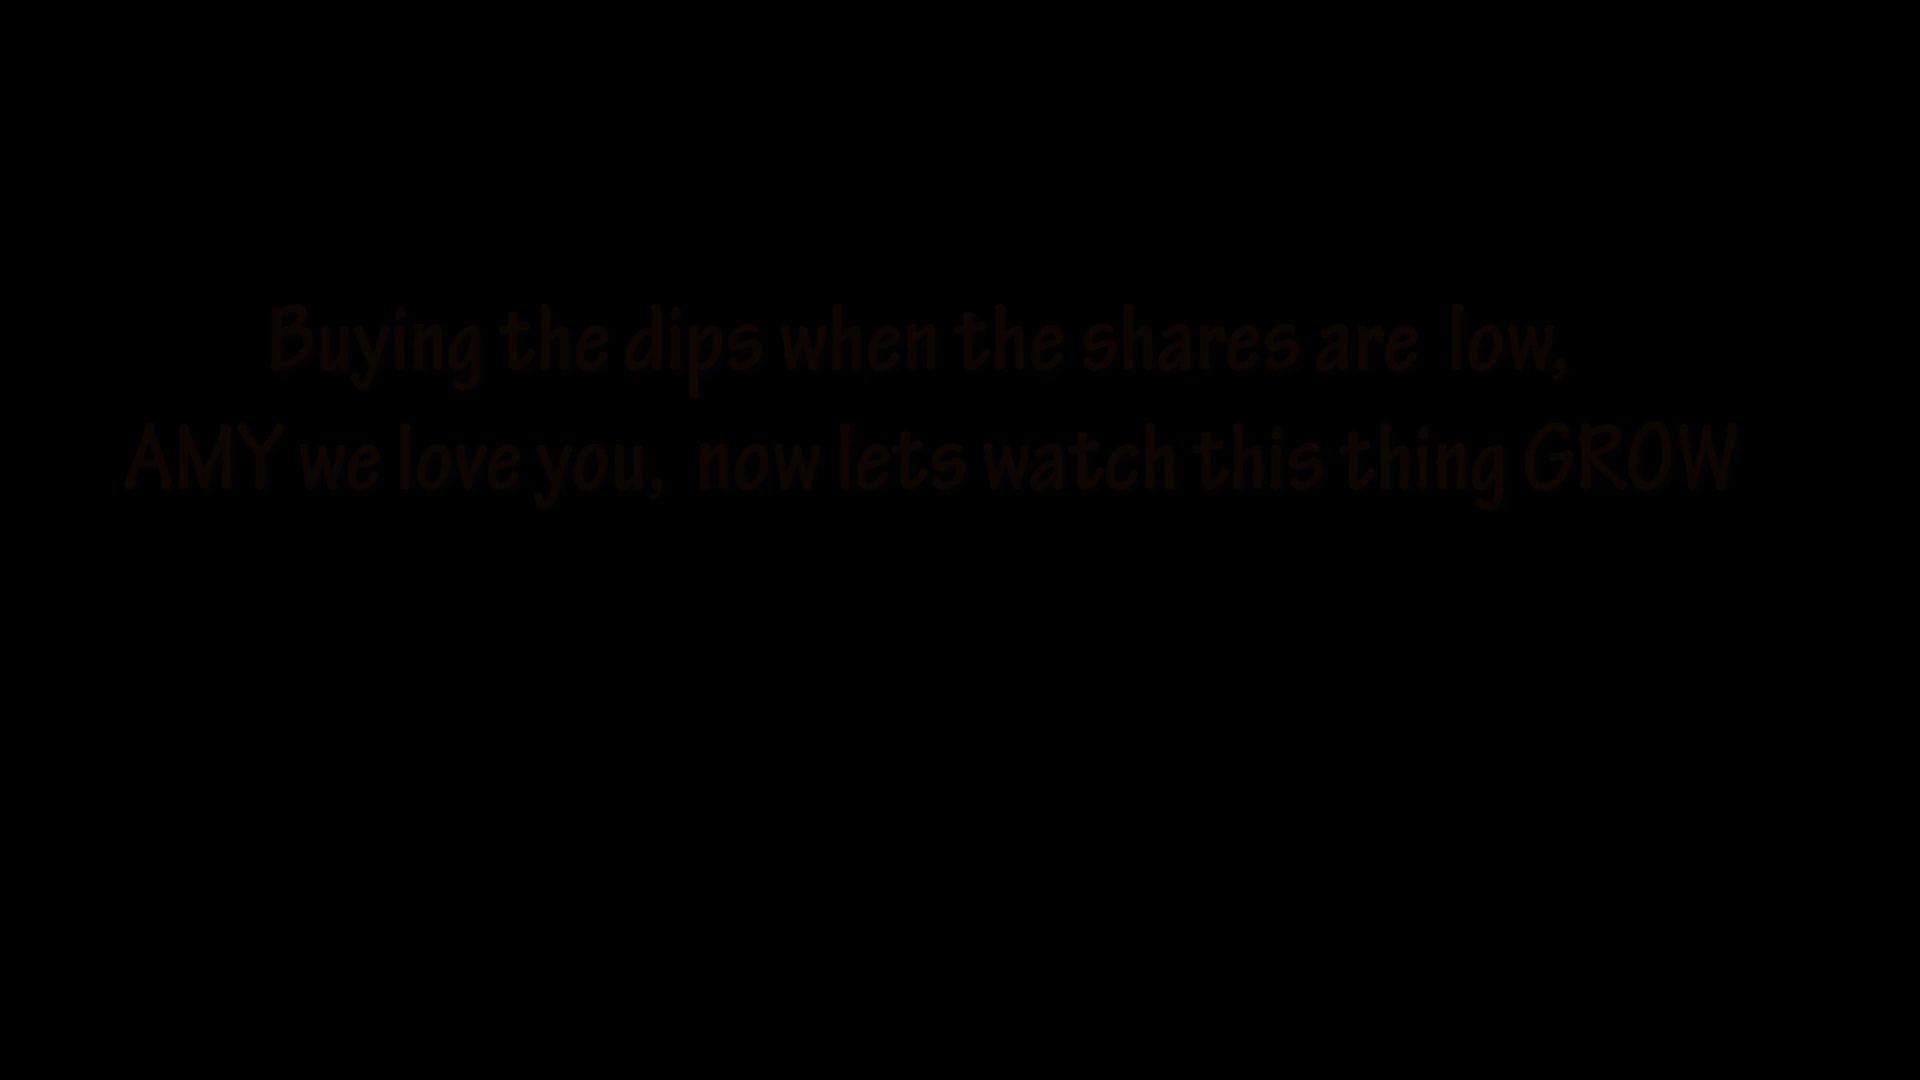 Buying the dips when the shares are  low,
AMY we love you,  now lets watch this thing GROW